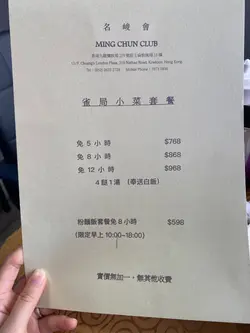 名峻會
MING CHUN CLUB
雀局小菜套餐
免 5 小時 $768
免 8 小時 $868
免 12 小時 $968
4餸1湯 (奉送白飯)
粉麵飯套餐免8小時 $598
(限定早上10:00~18:00)
實價無加一,無其他收費